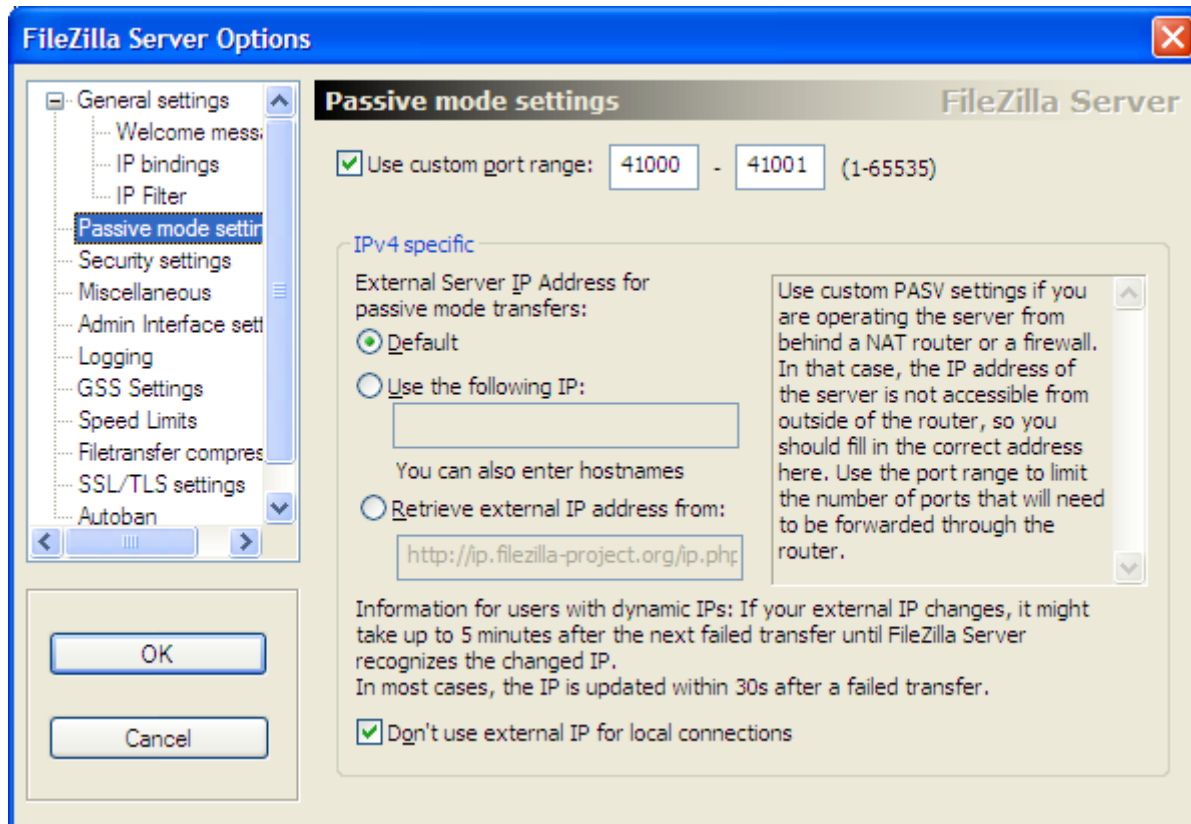 FileZilla Server Options
General settings
Welcome messa
IP bindings
IP Filter
Passive mode settin
Security settings
Miscellaneous
Admin Interface sett
Logging
GSS Settings
Speed Limits
Filetransfer compres
SSL/TLS settings
Autoban
OK
Cancel
Passive mode settings FileZilla Server
Use custom port range: 41000 - 41001 (1-65535)
IPv4 specific
External Server IP Address for
passive mode transfers:
Default
Use the following IP:
You can also enter hostnames
Retrieve external IP address from:
http://ip.filezilla-project.org/ip.php
Use custom PASV settings if you
are operating the server from
behind a NAT router or a firewall.
In that case, the IP address of
the server is not accessible from
outside of the router, so you
should fill in the correct address
here. Use the port range to limit
the number of ports that will need
to be forwarded through the
router.
Information for users with dynamic IPs: If your external IP changes, it might
take up to 5 minutes after the next failed transfer until FileZilla Server
recognizes the changed IP.
In most cases, the IP is updated within 30s after a failed transfer.
Don't use external IP for local connections